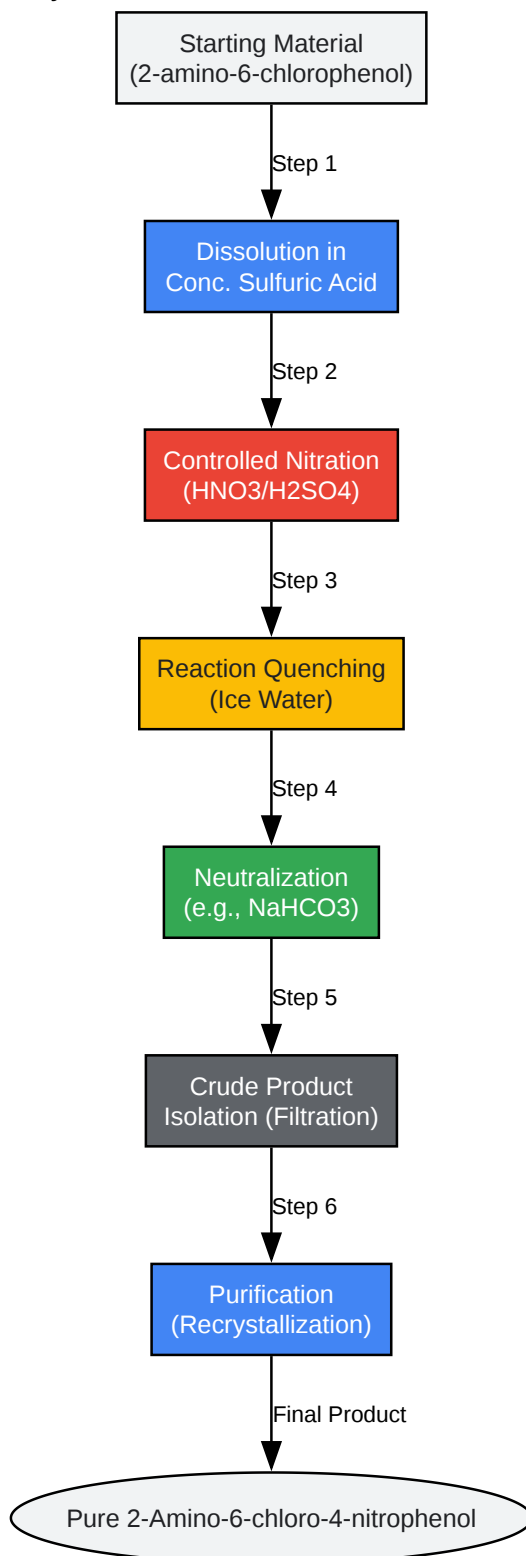 Starting Material
(2-amino-6-chlorophenol)
Step 1
Dissolution in
Conc. Sulfuric Acid
Step 2
Controlled Nitration
(HNO3/H2SO4)
Step 3
Reaction Quenching
(Ice Water)
Step 4
Neutralization
(e.g., NaHCO3)
Step 5
Crude Product
Isolation (Filtration)
Step 6
Purification
(Recrystallization)
Final Product
Pure 2-Amino-6-chloro-4-nitrophenol